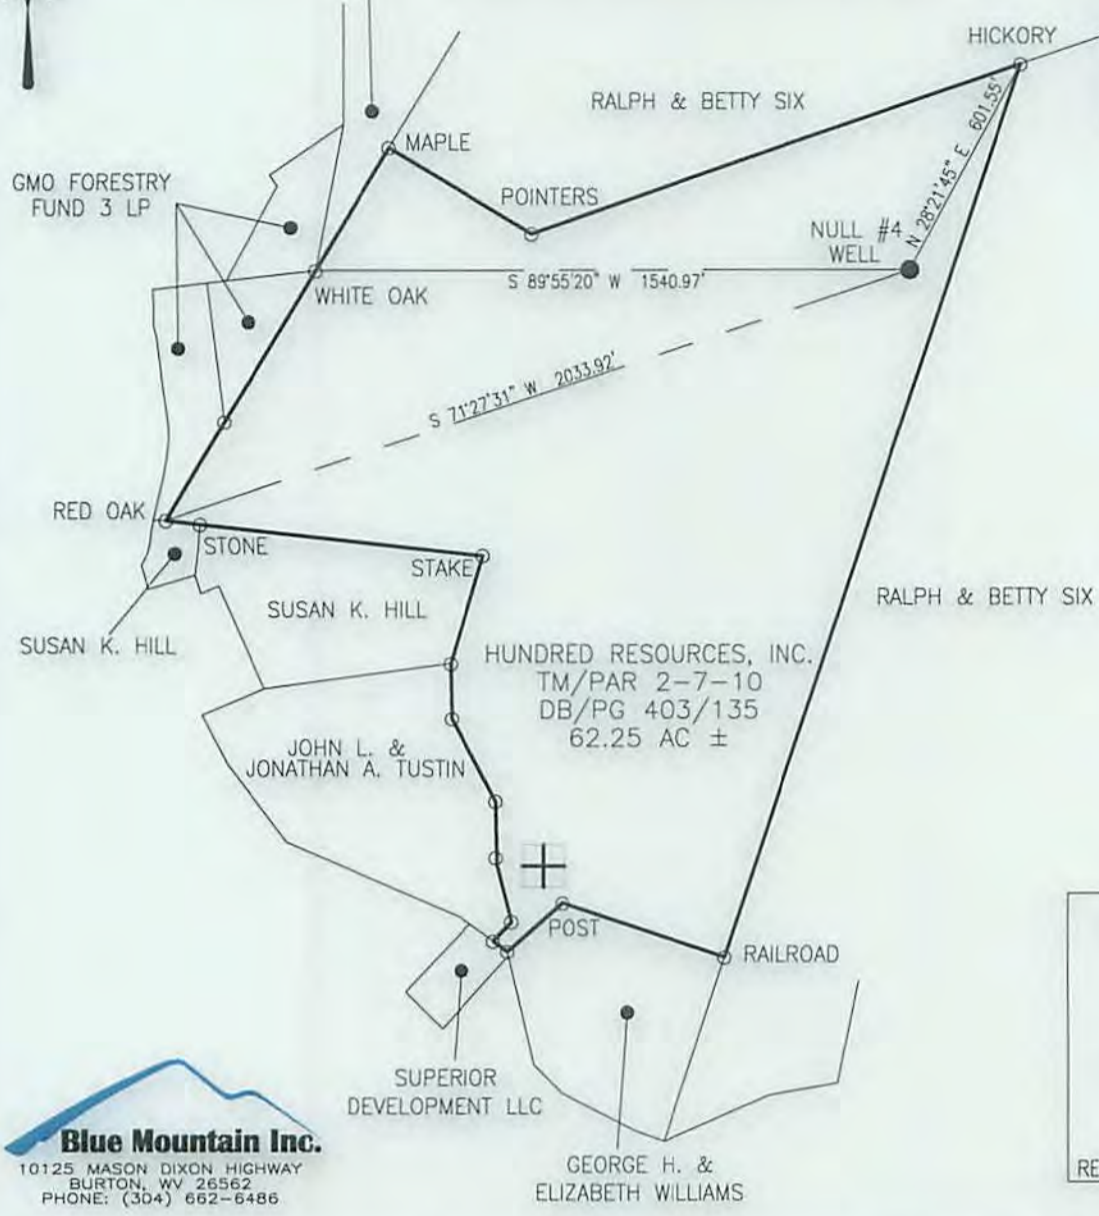 HICKORY
RALPH & BETTY SIX
N 28°21'45" E 601.55'
MAPLE
GMO FORESTRY
FUND 3 LP
POINTERS
NULL #4
WELL
S 89°55'20" W 1540.97'
WHITE OAK
S 71°27'31" W 2033.92'
RED OAK
STONE
STAKE
SUSAN K. HILL
SUSAN K. HILL
RALPH & BETTY SIX
HUNDRED RESOURCES, INC.
TM/PAR 2-7-10
DB/PG 403/135
62.25 AC ±
JOHN L. &
JONATHAN A. TUSTIN
POST
RAILROAD
SUPERIOR
DEVELOPMENT LLC
GEORGE H. &
ELIZABETH WILLIAMS
Blue Mountain Inc.
10125 MASON DIXON HIGHWAY
BURTON, WV 26562
PHONE: (304) 662-6486